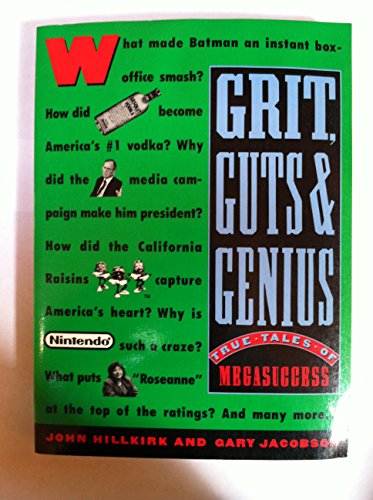 What made Batman an instant box-
office smash?
How did
ABSOLUT
VODKA
become
America's #1 vodka? Why
did the
media cam-
paign make him president?
How did the California
Raisins
TM
capture
America's heart? Why is
Nintendo
such a craze?
What puts
"Roseanne"
at the top of the ratings? And many more...
GRIT,
GUTS &
GENIUS
TRUE·TALES·OF
MEGASUCCESS
JOHN HILLKIRK AND GARY JACOBSON